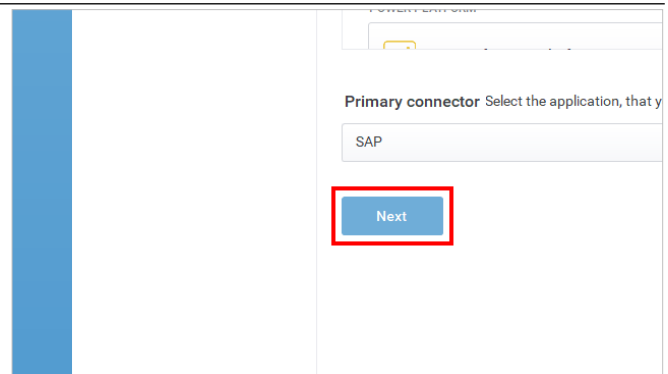 Primary connector Select the application, that y
SAP
Next